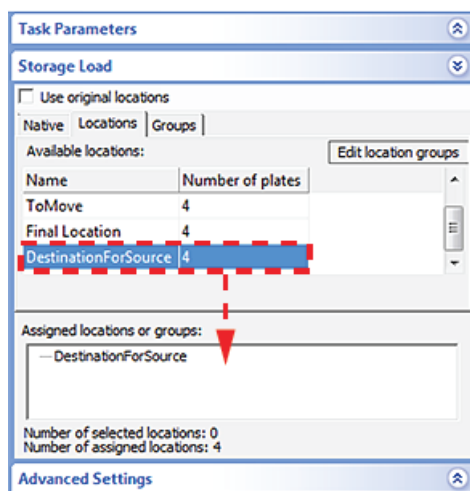 Task Parameters
Storage Load
Use original locations
Native Locations Groups
Available locations: Edit location groups
Name Number of plates
ToMove 4
Final Location 4
DestinationForSource 4
Assigned locations or groups:
DestinationForSource
Number of selected locations: 0
Number of assigned locations: 4
Advanced Settings